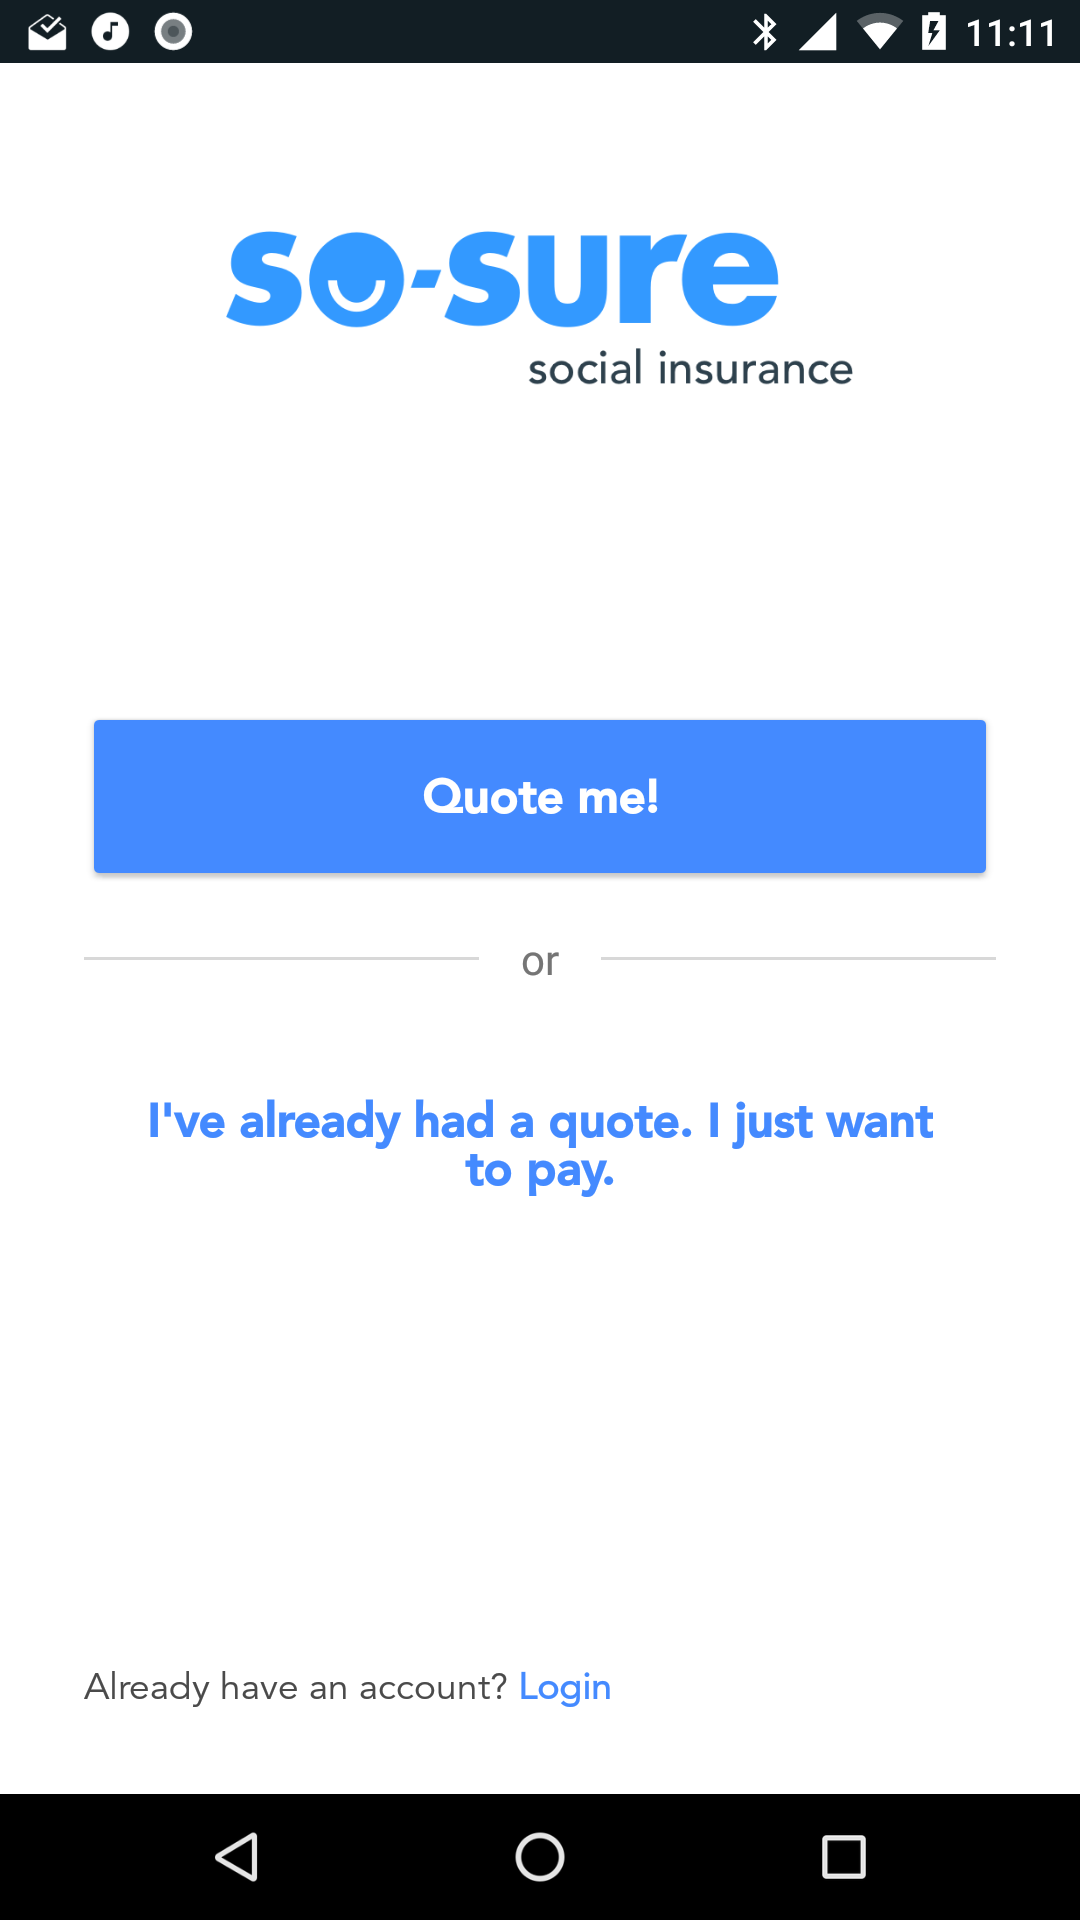 11:11
so-sure
social insurance
Quote me!
or
I've already had a quote. I just want
to pay.
Already have an account? Login